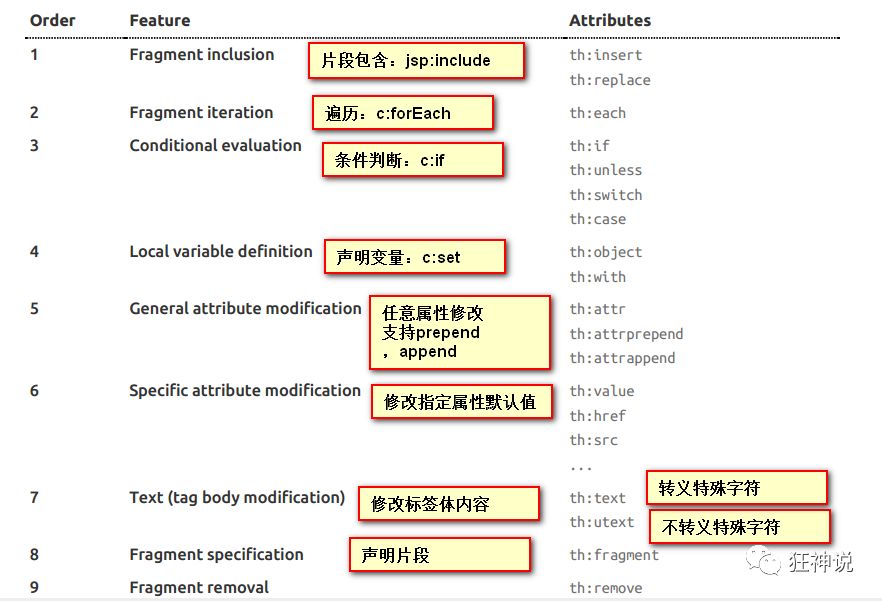 Order Feature Attributes
1 Fragment inclusion 片段包含：jsp:include th:insert
th:replace
2 Fragment iteration 遍历：c:forEach th:each
3 Conditional evaluation 条件判断：c:if th:if
th:unless
th:switch
th:case
4 Local variable definition 声明变量：c:set th:object
th:with
5 General attribute modification 任意属性修改 th:attr
支持prepend th:attrprepend
，append th:attrappend
6 Specific attribute modification 修改指定属性默认值 th:value
th:href
th:src
...
7 Text (tag body modification) 修改标签体内容 th:text 转义特殊字符
th:utext 不转义特殊字符
8 Fragment specification 声明片段 th:fragment
狂神说
9 Fragment removal th:remove